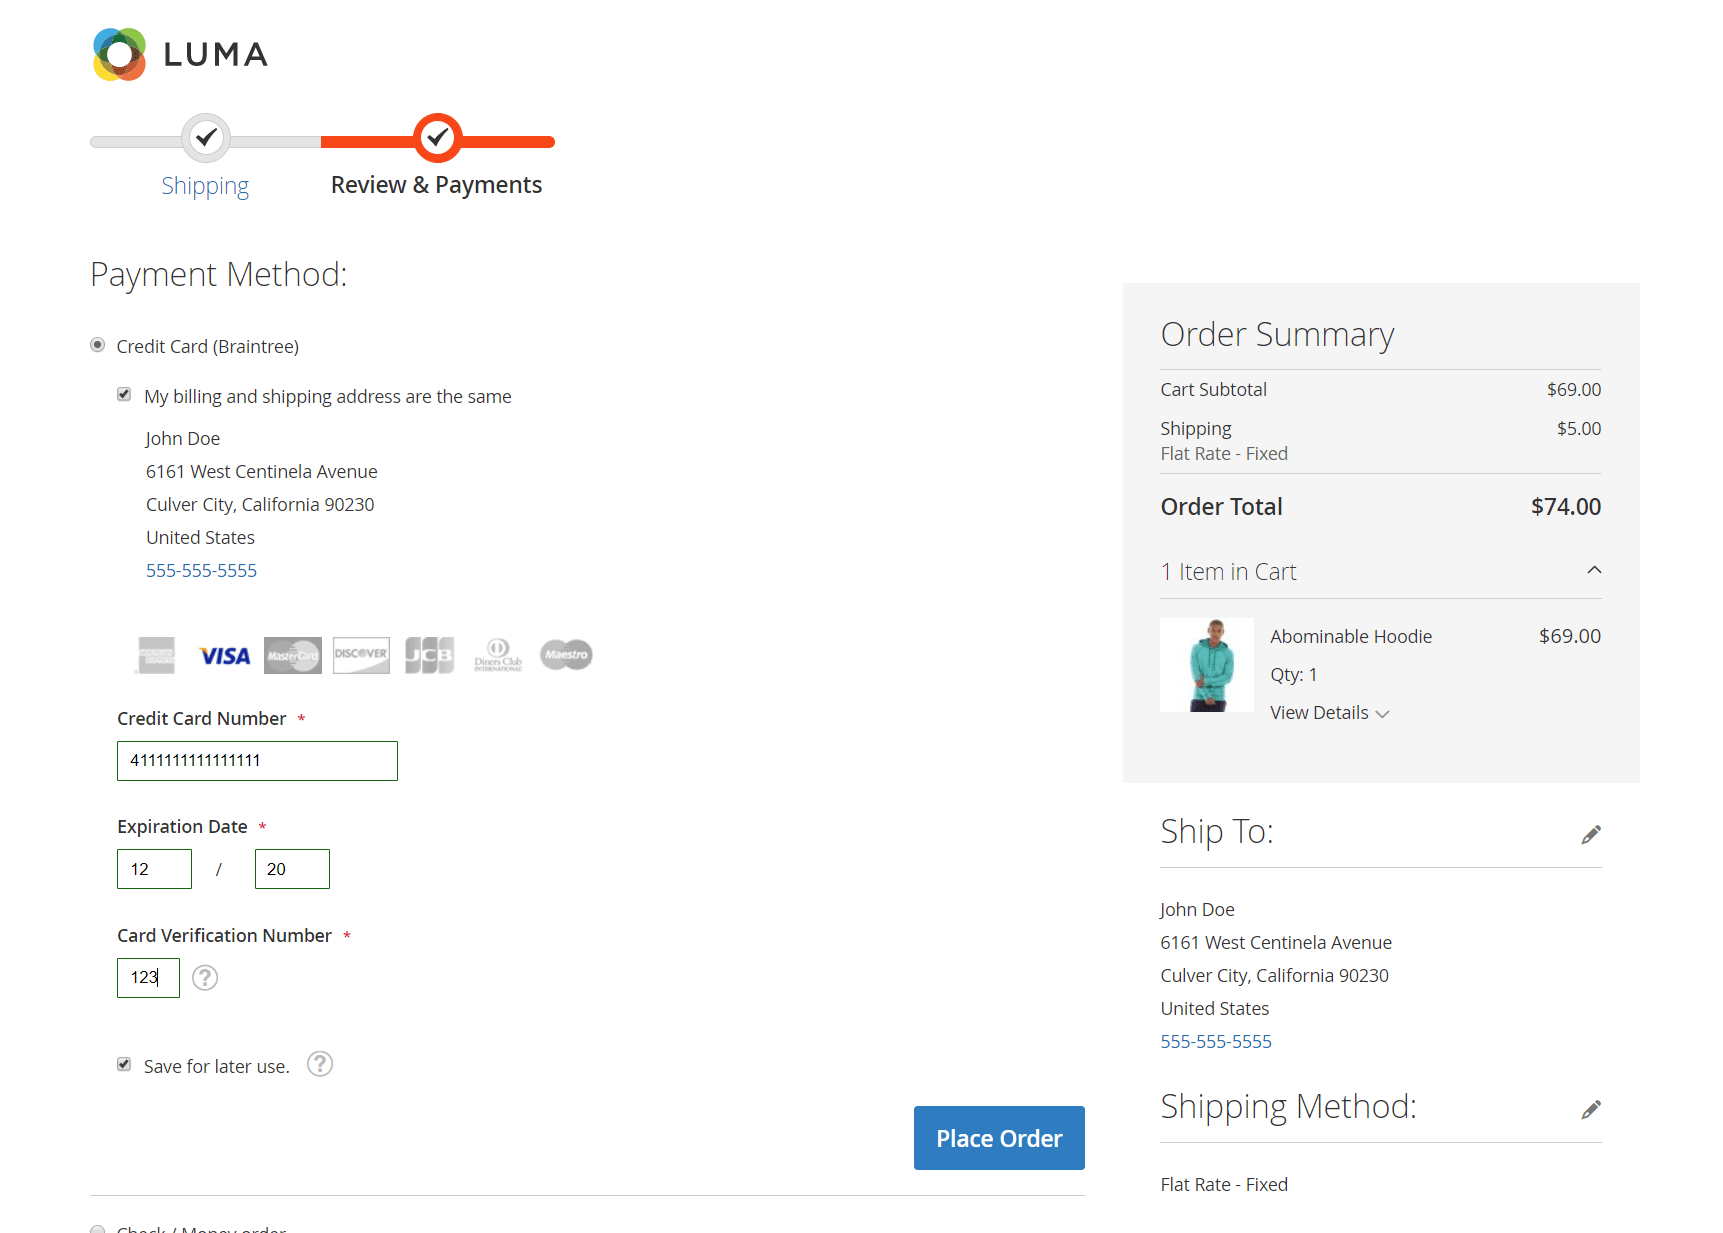 LUMA
Shipping
Review & Payments
Payment Method:
Credit Card (Braintree)
My billing and shipping address are the same
John Doe
6161 West Centinela Avenue
Culver City, California 90230
United States
555-555-5555
VISA
MasterCard
DISCOVER
JCB
Diners Club
INTERNATIONAL
Maestro
Credit Card Number *
4111111111111111
Expiration Date *
12 / 20
Card Verification Number *
123 ?
Save for later use. ?
Place Order
Check / Money order
Order Summary
Cart Subtotal $69.00
Shipping $5.00
Flat Rate - Fixed
Order Total $74.00
1 Item in Cart
Abominable Hoodie $69.00
Qty: 1
View Details
Ship To:
John Doe
6161 West Centinela Avenue
Culver City, California 90230
United States
555-555-5555
Shipping Method:
Flat Rate - Fixed